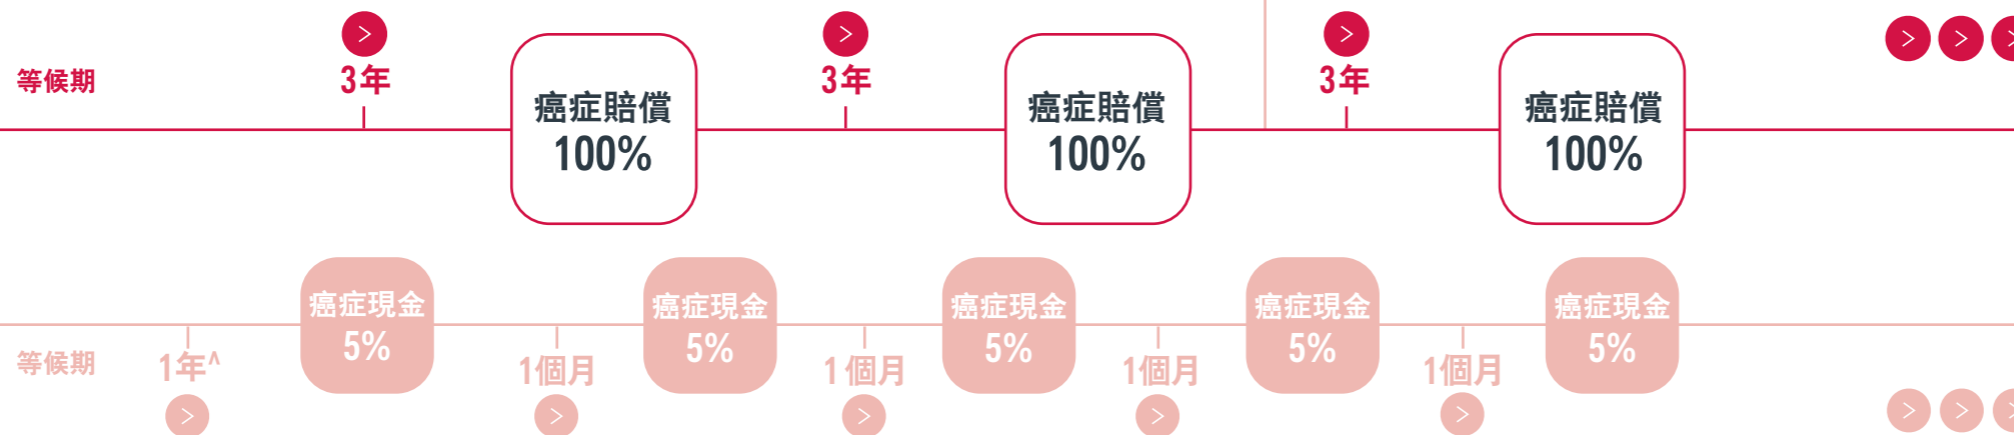 等候期
3年
癌症賠償
100%
3年
癌症賠償
100%
3年
癌症賠償
100%
等候期
1年^
癌症現金
5%
1個月
癌症現金
5%
1個月
癌症現金
5%
1個月
癌症現金
5%
1個月
癌症現金
5%